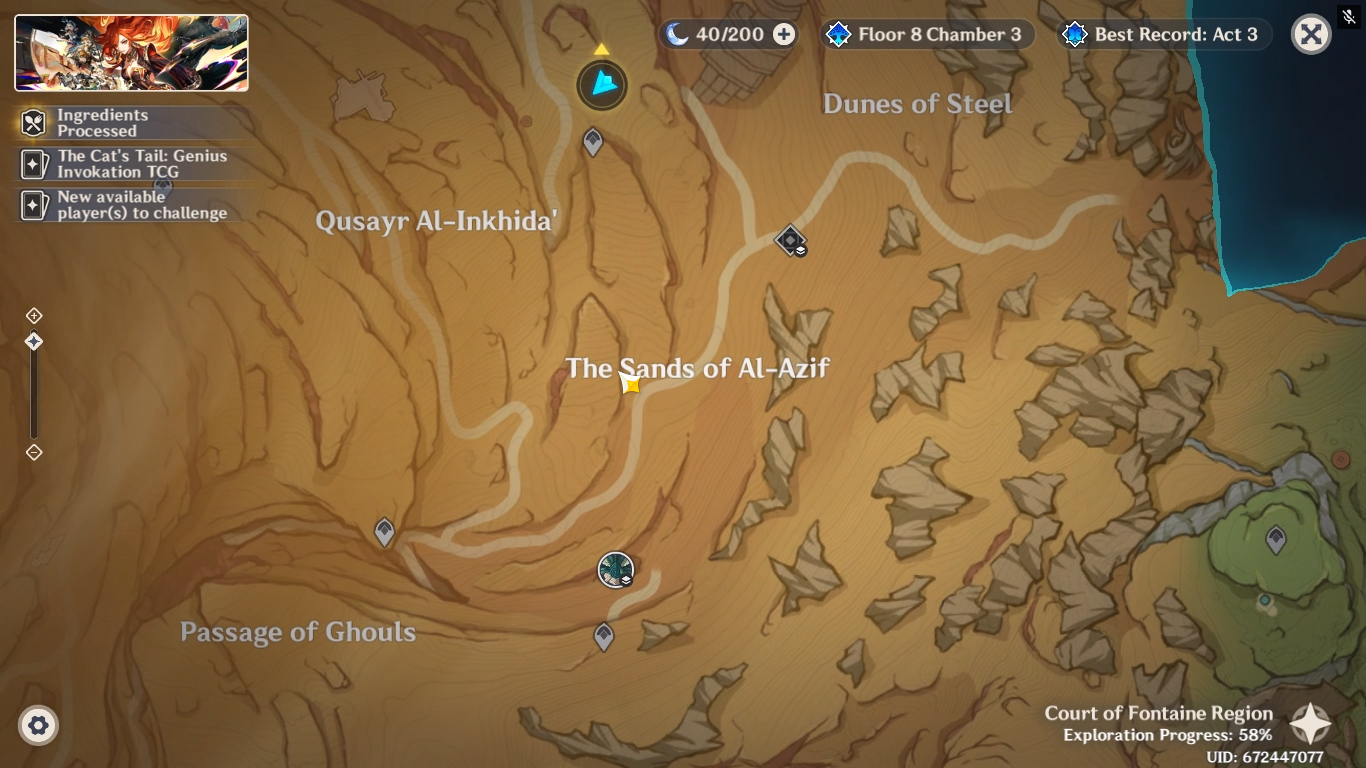 40/200
Floor 8 Chamber 3
Best Record: Act 3
Ingredients
Processed
The Cat's Tail: Genius
Invokation TCG
New available
player(s) to challenge
Dunes of Steel
Qusayr Al-Inkhida'
The Sands of Al-Azif
Passage of Ghouls
Court of Fontaine Region
Exploration Progress: 58%
UID: 672447077